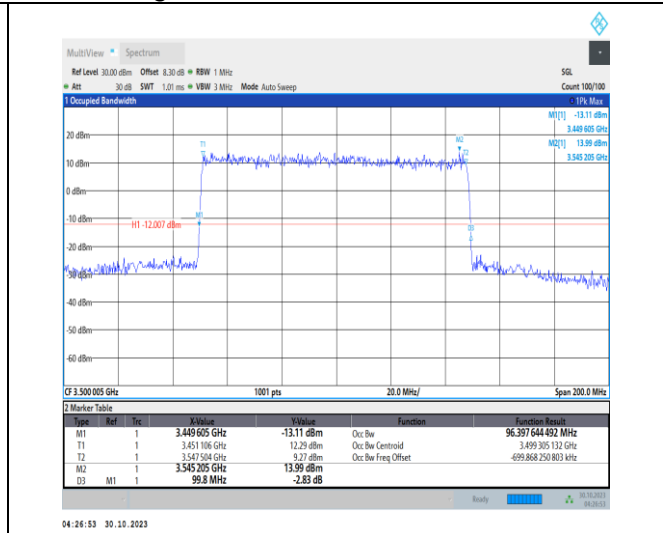 MultiView Spectrum
Ref Level 30.00 dBm Offset 8.30 dB RBW 1 MHz SGL
Att 30 dB SWT 1.01 ms VBW 3 MHz Mode Auto Sweep Count 100/100
1 Occupied Bandwidth 1Pk Max
M1[1] -13.11 dBm
3.449 605 GHz
M2[1] 13.99 dBm
3.545 205 GHz
20 dBm
T1
M2
T2
10 dBm
0 dBm
-10 dBm
M1
H1 -12.007 dBm
D3
-20 dBm
-30 dBm
-40 dBm
-50 dBm
-60 dBm
CF 3.500 005 GHz 1001 pts 20.0 MHz/ Span 200.0 MHz
2 Marker Table
Type Ref Trc X-Value Y-Value Function Function Result
M1 1 3.449 605 GHz -13.11 dBm Occ Bw 96.397 644 492 MHz
T1 1 3.451 106 GHz 12.29 dBm Occ Bw Centroid 3.499 305 132 GHz
T2 1 3.547 504 GHz 9.27 dBm Occ Bw Freq Offset -699.868 250 803 kHz
M2 1 3.545 205 GHz 13.99 dBm
D3 M1 1 99.8 MHz -2.83 dB
Ready 30.10.2023
04:26:53
04:26:53 30.10.2023